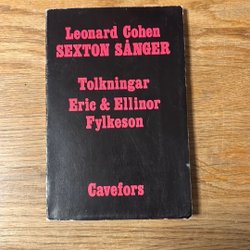 Leonard Cohen
SEXTON SÅNGER
Tolkningar
Eric & Ellinor
Fylkeson
Cavefors